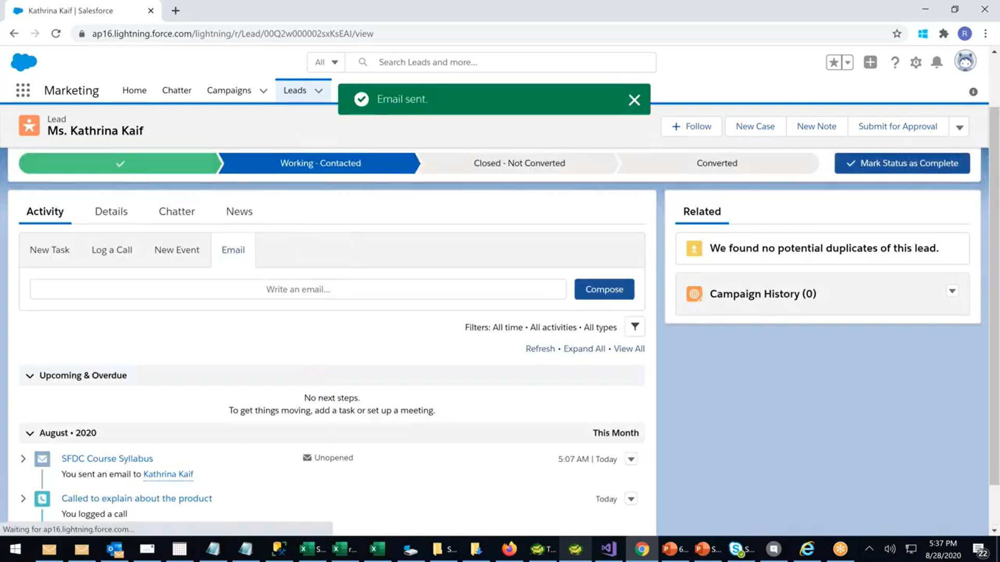 Kathrina Kaif | Salesforce
ap16.lightning.force.com/lightning/r/Lead/00Q2w000002sxKsEAI/view
R
All
Search Leads and more...
Marketing
Home
Chatter
Campaigns
Leads
Email sent.
Lead
Ms. Kathrina Kaif
Follow
New Case
New Note
Submit for Approval
Working - Contacted
Closed - Not Converted
Converted
Mark Status as Complete
Activity
Details
Chatter
News
Related
New Task
Log a Call
New Event
Email
We found no potential duplicates of this lead.
Write an email...
Compose
Campaign History (0)
Filters: All time • All activities • All types
Refresh • Expand All • View All
Upcoming & Overdue
No next steps.
To get things moving, add a task or set up a meeting.
August • 2020
This Month
SFDC Course Syllabus
Unopened
5:07 AM | Today
You sent an email to Kathrina Kaif
Called to explain about the product
Today
You logged a call
Waiting for ap16.lightning.force.com...
S...
r...
S...
T...
6...
S...
S...
5:37 PM
8/28/2020
22